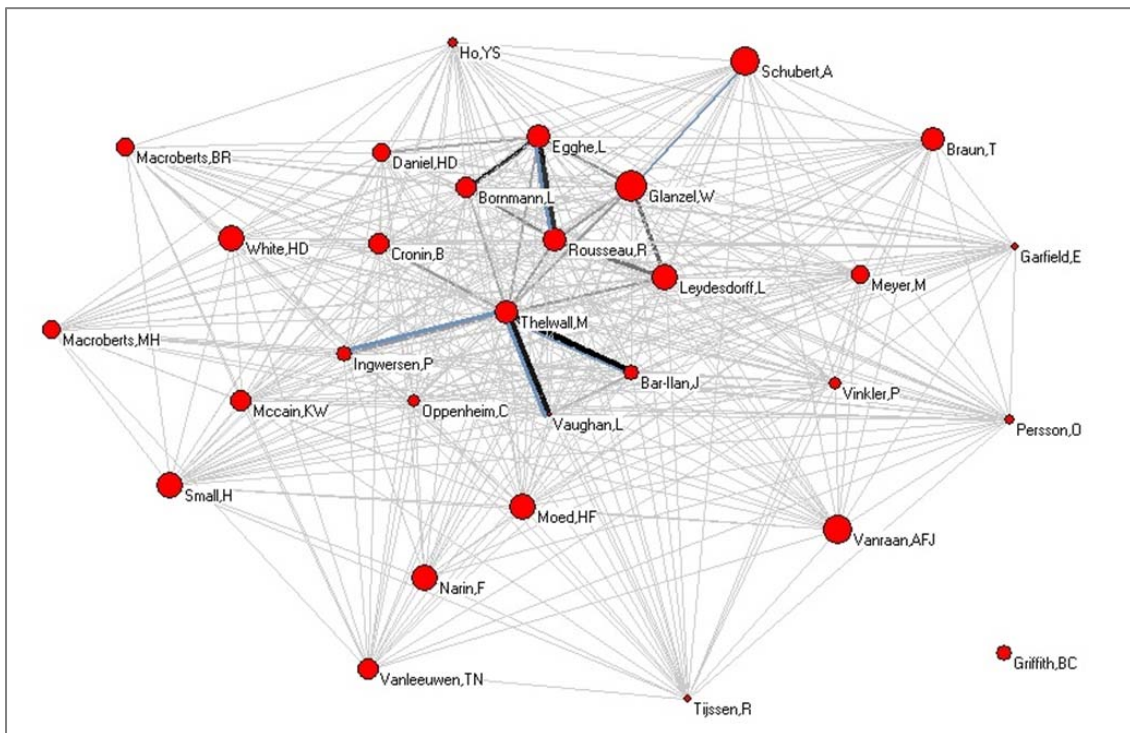 Ho,YS
Schubert,A
Egghe,L
Macroberts,BR
Daniel,HD
Braun,T
Bornmann,L
Glanzel,W
White,HD
Cronin,B
Rousseau,R
Garfield,E
Leydesdorff,L
Meyer,M
Thelwall,M
Macroberts,MH
Ingwersen,P
Bar-Ilan,J
Vinkler,P
Mccain,KW
Oppenheim,C
Vaughan,L
Persson,O
Small,H
Moed,HF
Vanraan,AFJ
Narin,F
Griffith,BC
Vanleeuwen,TN
Tijssen,R